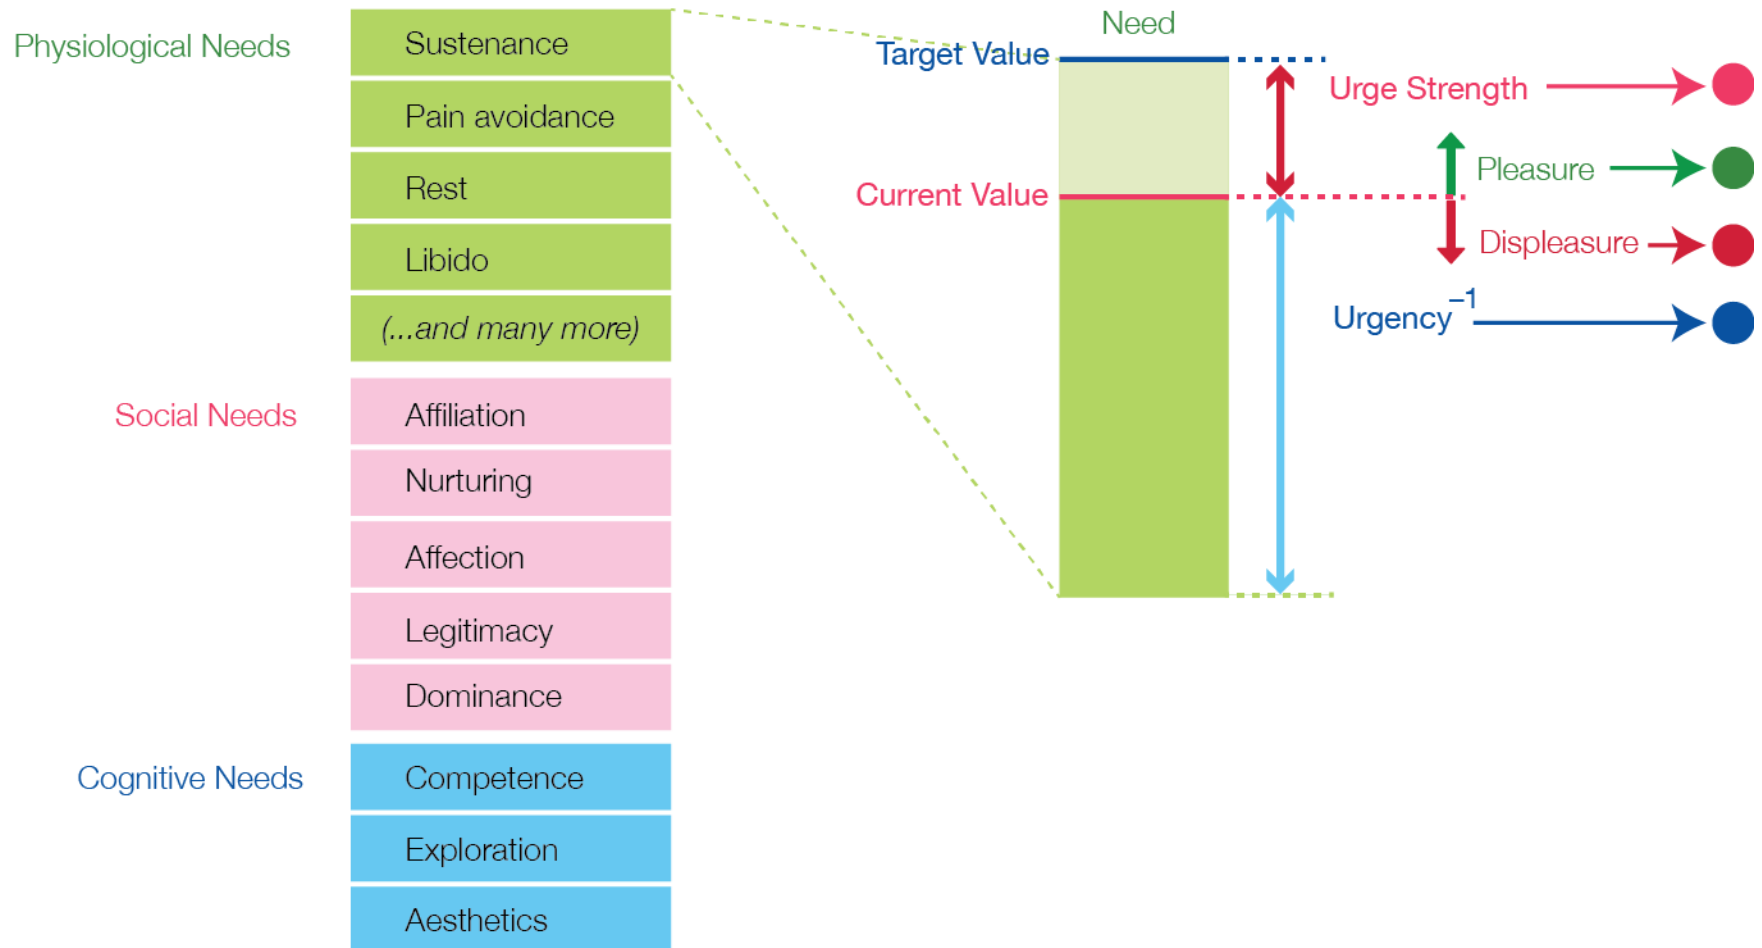 Physiological Needs
Sustenance
Pain avoidance
Rest
Libido
(...and many more)
Social Needs
Affiliation
Nurturing
Affection
Legitimacy
Dominance
Cognitive Needs
Competence
Exploration
Aesthetics
Need
Target Value
Current Value
Urge Strength
Pleasure
Displeasure
Urgency⁻¹